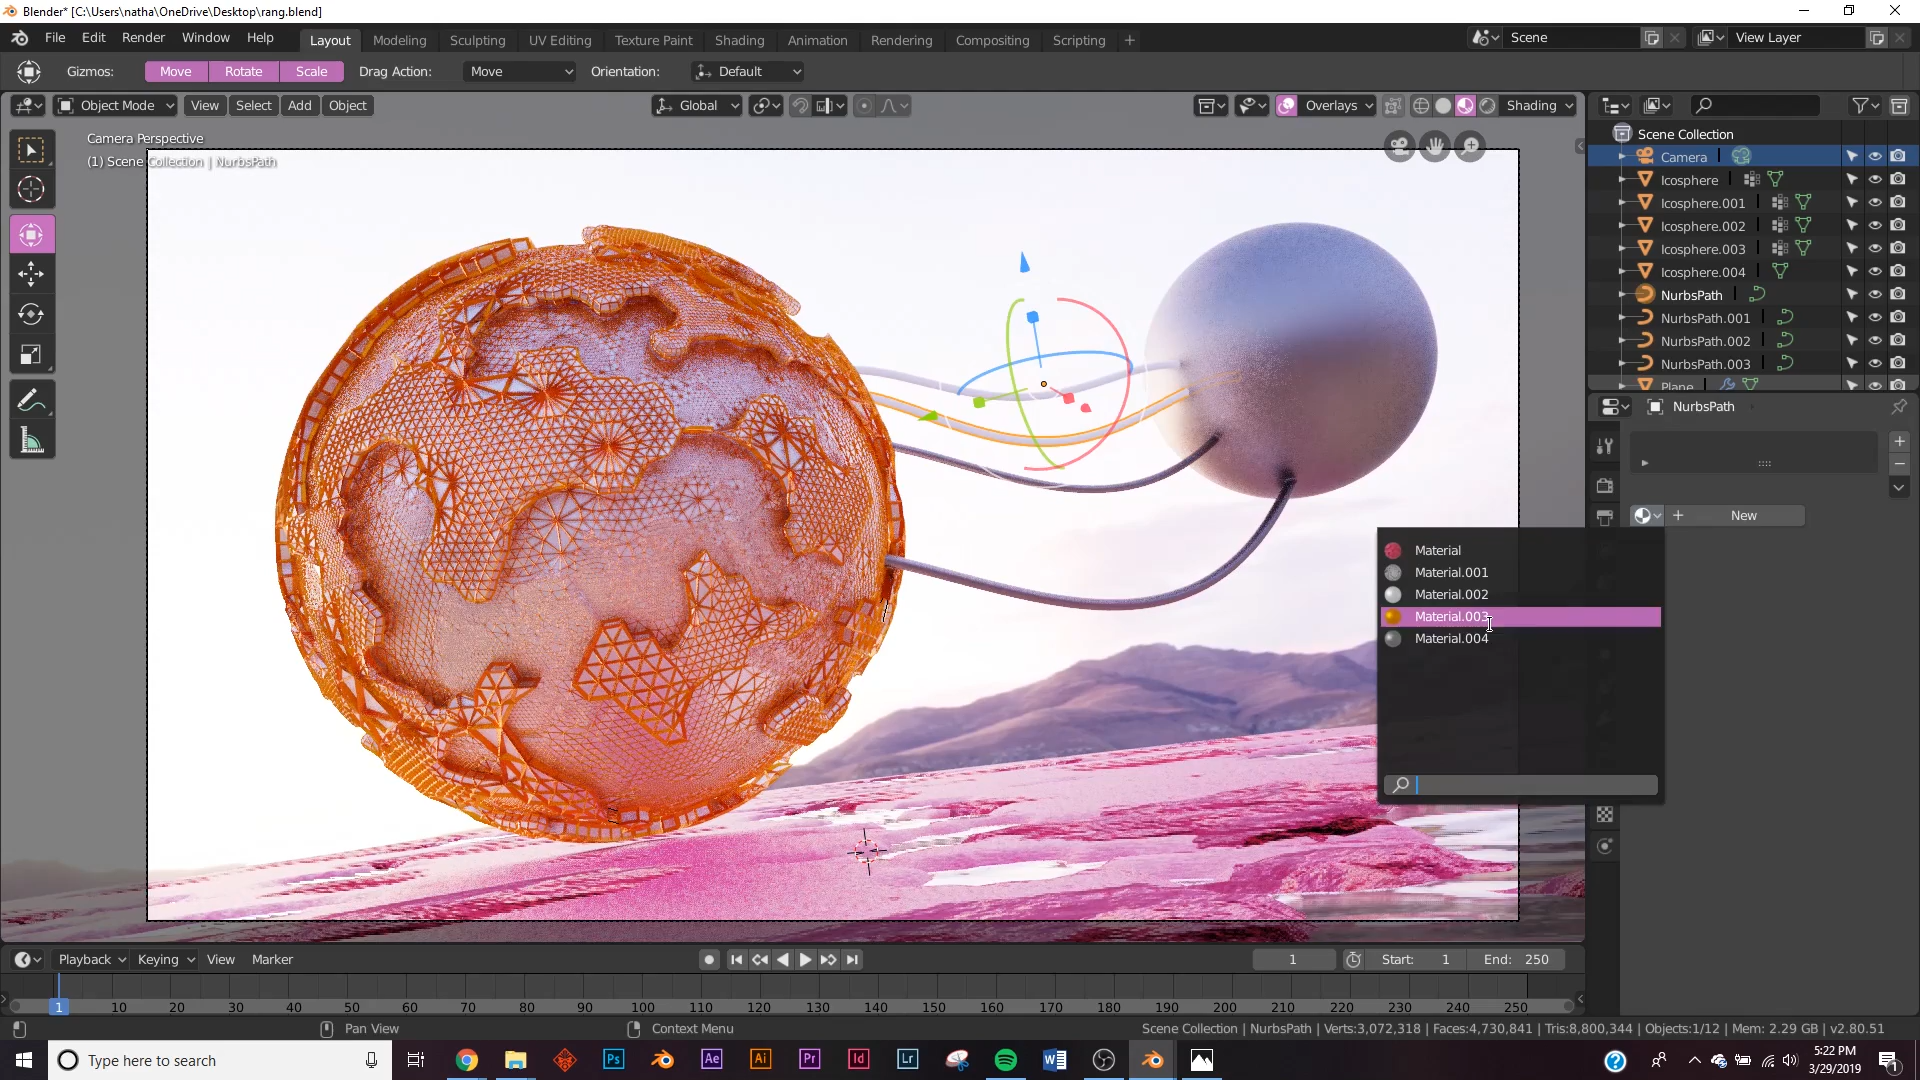 Blender* [C:\Users\natha\OneDrive\Desktop\rang.blend]
File Edit Render Window Help Layout Modeling Sculpting UV Editing Texture Paint Shading Animation Rendering Compositing Scripting + Scene View Layer
Gizmos: Move Rotate Scale Drag Action: Move Orientation: Default
Object Mode View Select Add Object Global Overlays Shading
Camera Perspective
(1) Scene Collection | NurbsPath
Scene Collection
Camera
Icosphere
Icosphere.001
Icosphere.002
Icosphere.003
Icosphere.004
NurbsPath
NurbsPath.001
NurbsPath.002
NurbsPath.003
Plane
NurbsPath
New
Material
Material.001
Material.002
Material.003
Material.004
Playback Keying View Marker 1 Start: 1 End: 250
1 10 20 30 40 50 60 70 80 90 100 110 120 130 140 150 160 170 180 190 200 210 220 230 240 250
Pan View Context Menu Scene Collection | NurbsPath | Verts:3,072,318 | Faces:4,730,841 | Tris:8,800,344 | Objects:1/12 | Mem: 2.29 GB | v2.80.51
Type here to search Ps Ae Ai Pr Id Lr W
5:22 PM
3/29/2019
1